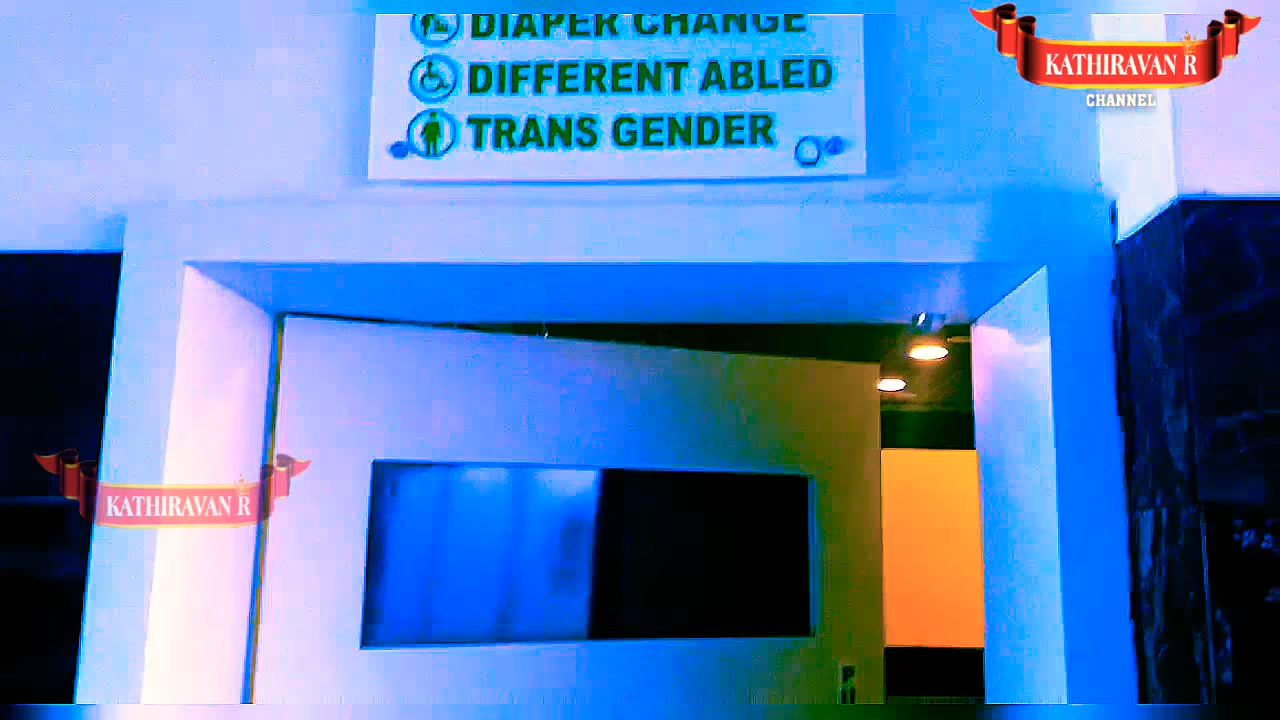 DIAPER CHANGE
DIFFERENT ABLED
TRANS GENDER
KATHIRAVAN R
CHANNEL
KATHIRAVAN R